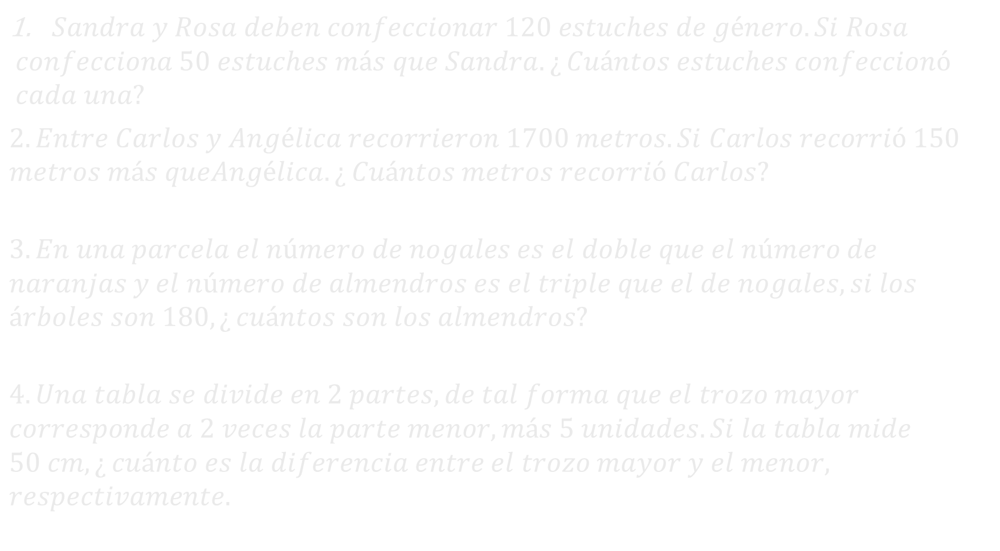 1. Sandra y Rosa deben confeccionar 120 estuches de género. Si Rosa
confecciona 50 estuches más que Sandra. ¿ Cuántos estuches confeccionó
cada una?
2. Entre Carlos y Angélica recorrieron 1700 metros. Si Carlos recorrió 150
metros más queAngélica. ¿ Cuántos metros recorrió Carlos?
3. En una parcela el número de nogales es el doble que el número de
naranjas y el número de almendros es el triple que el de nogales, si los
árboles son 180, ¿ cuántos son los almendros?
4. Una tabla se divide en 2 partes, de tal forma que el trozo mayor
corresponde a 2 veces la parte menor, más 5 unidades. Si la tabla mide
50 cm, ¿ cuánto es la diferencia entre el trozo mayor y el menor,
respectivamente.